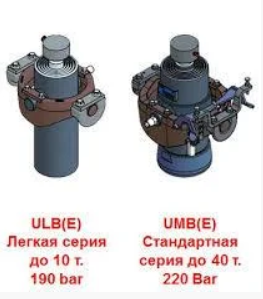 ULB(E)
Легкая серия
до 10 т.
190 bar
UMB(E)
Стандартная
серия до 40 т.
220 Bar